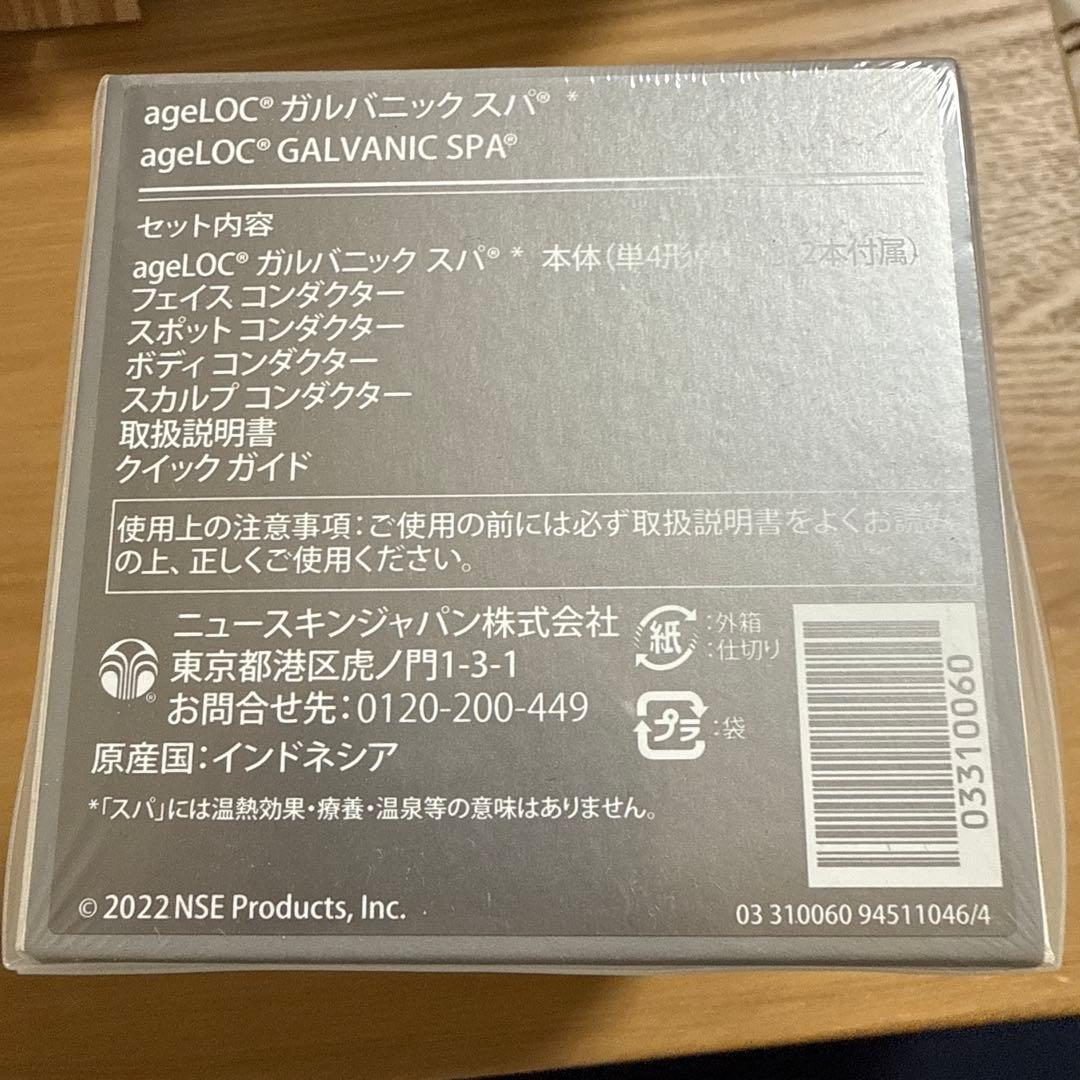 ageLOC® ガルバニック スパ® *
ageLOC® GALVANIC SPA®
セット内容
ageLOC® ガルバニック スパ® * 本体（単4形 2本付属）
フェイス コンダクター
スポット コンダクター
ボディ コンダクター
スカルプ コンダクター
取扱説明書
クイック ガイド
使用上の注意事項：ご使用の前には必ず取扱説明書をよくお読み
の上、正しくご使用ください。
ニュースキンジャパン株式会社
東京都港区虎ノ門1-3-1
お問合せ先：0120-200-449
原産国：インドネシア
*「スパ」には温熱効果・療養・温泉等の意味はありません。
紙：外箱
：仕切り
プラ：袋
03310060
© 2022 NSE Products, Inc.
03 310060 94511046/4